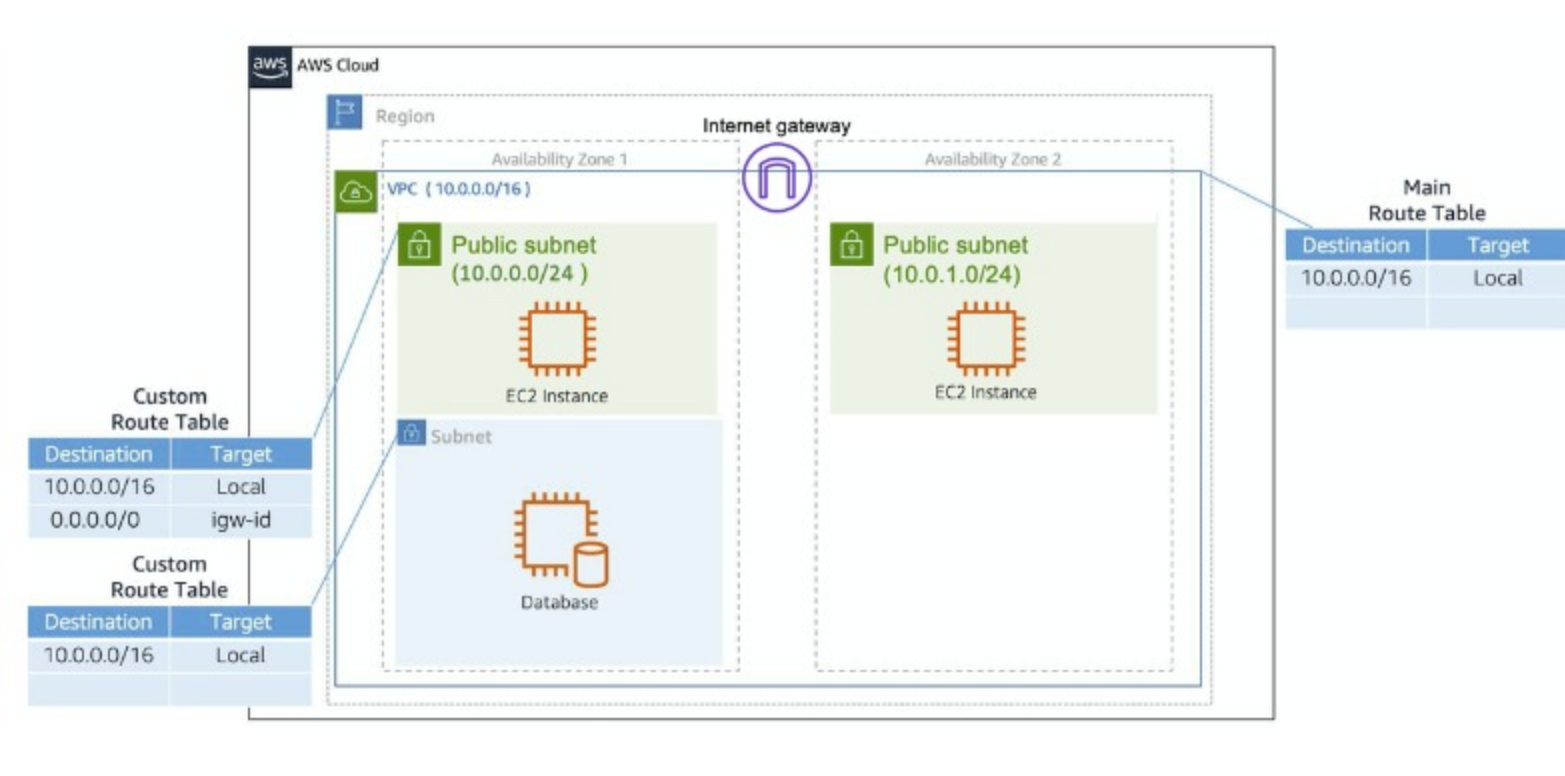 aws
AWS Cloud
Region
Internet gateway
Availability Zone 1
Availability Zone 2
VPC ( 10.0.0.0/16 )
Public subnet
(10.0.0.0/24 )
EC2 Instance
Public subnet
(10.0.1.0/24)
EC2 Instance
Subnet
Database
Main
Route Table
Destination Target
10.0.0.0/16 Local
Custom
Route Table
Destination Target
10.0.0.0/16 Local
0.0.0.0/0 igw-id
Custom
Route Table
Destination Target
10.0.0.0/16 Local